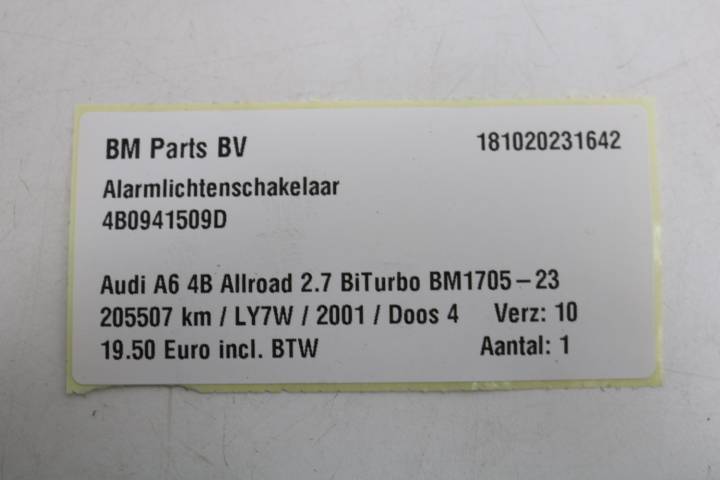 BM Parts BV 181020231642
Alarmlichtenschakelaar
4B0941509D
Audi A6 4B Allroad 2.7 BiTurbo BM1705-23
205507 km / LY7W / 2001 / Doos 4 Verz: 10
19.50 Euro incl. BTW Aantal: 1